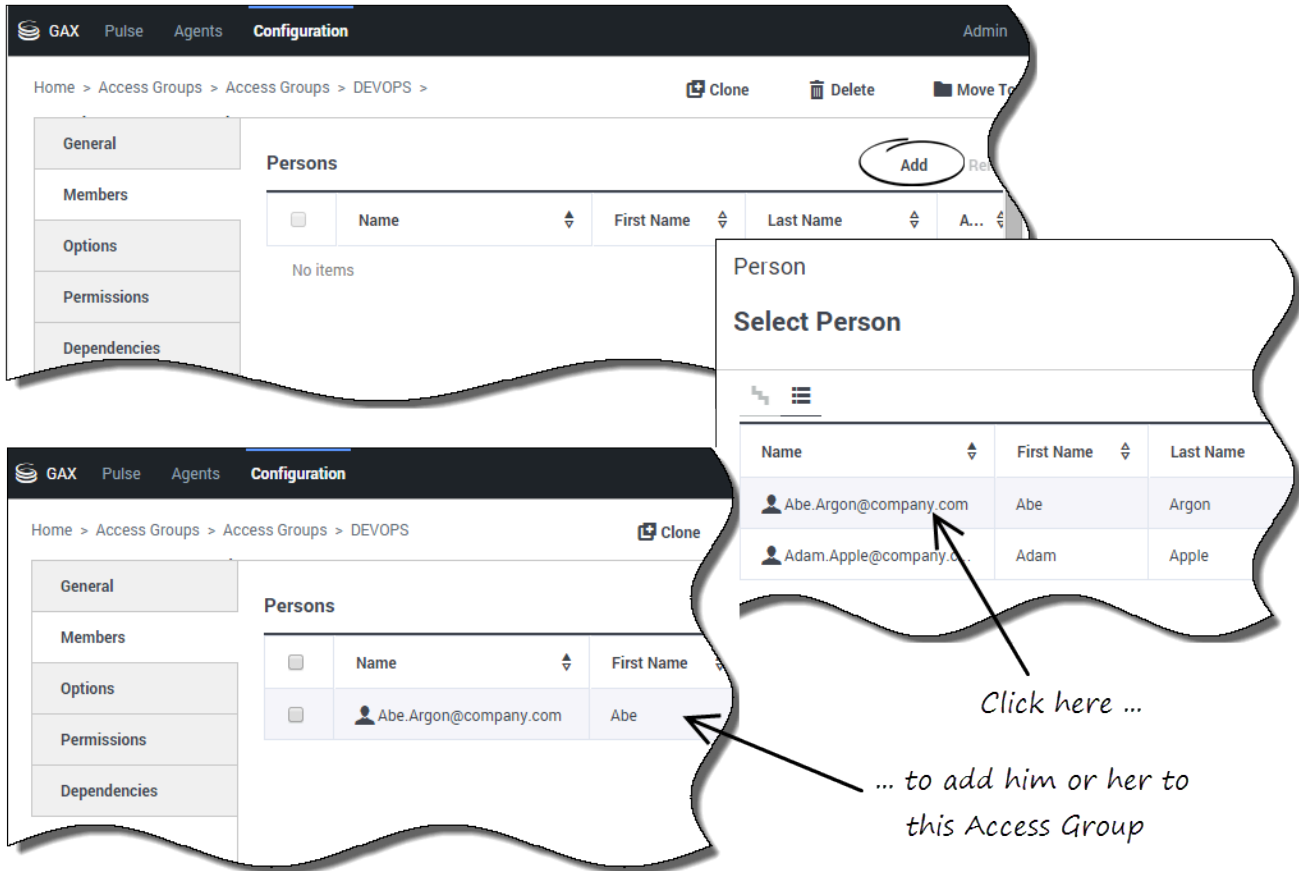 GAX Pulse Agents Configuration Admin
Home > Access Groups > Access Groups > DEVOPS > Clone Delete Move To
General
Members
Options
Permissions
Dependencies
Persons Add
Name First Name Last Name A...
No items
Person
Select Person
Name First Name Last Name
Abe.Argon@company.com Abe Argon
Adam.Apple@company.c... Adam Apple
Click here ...
... to add him or her to
this Access Group
GAX Pulse Agents Configuration
Home > Access Groups > Access Groups > DEVOPS Clone
General
Members
Options
Permissions
Dependencies
Persons
Name First Name
Abe.Argon@company.com Abe